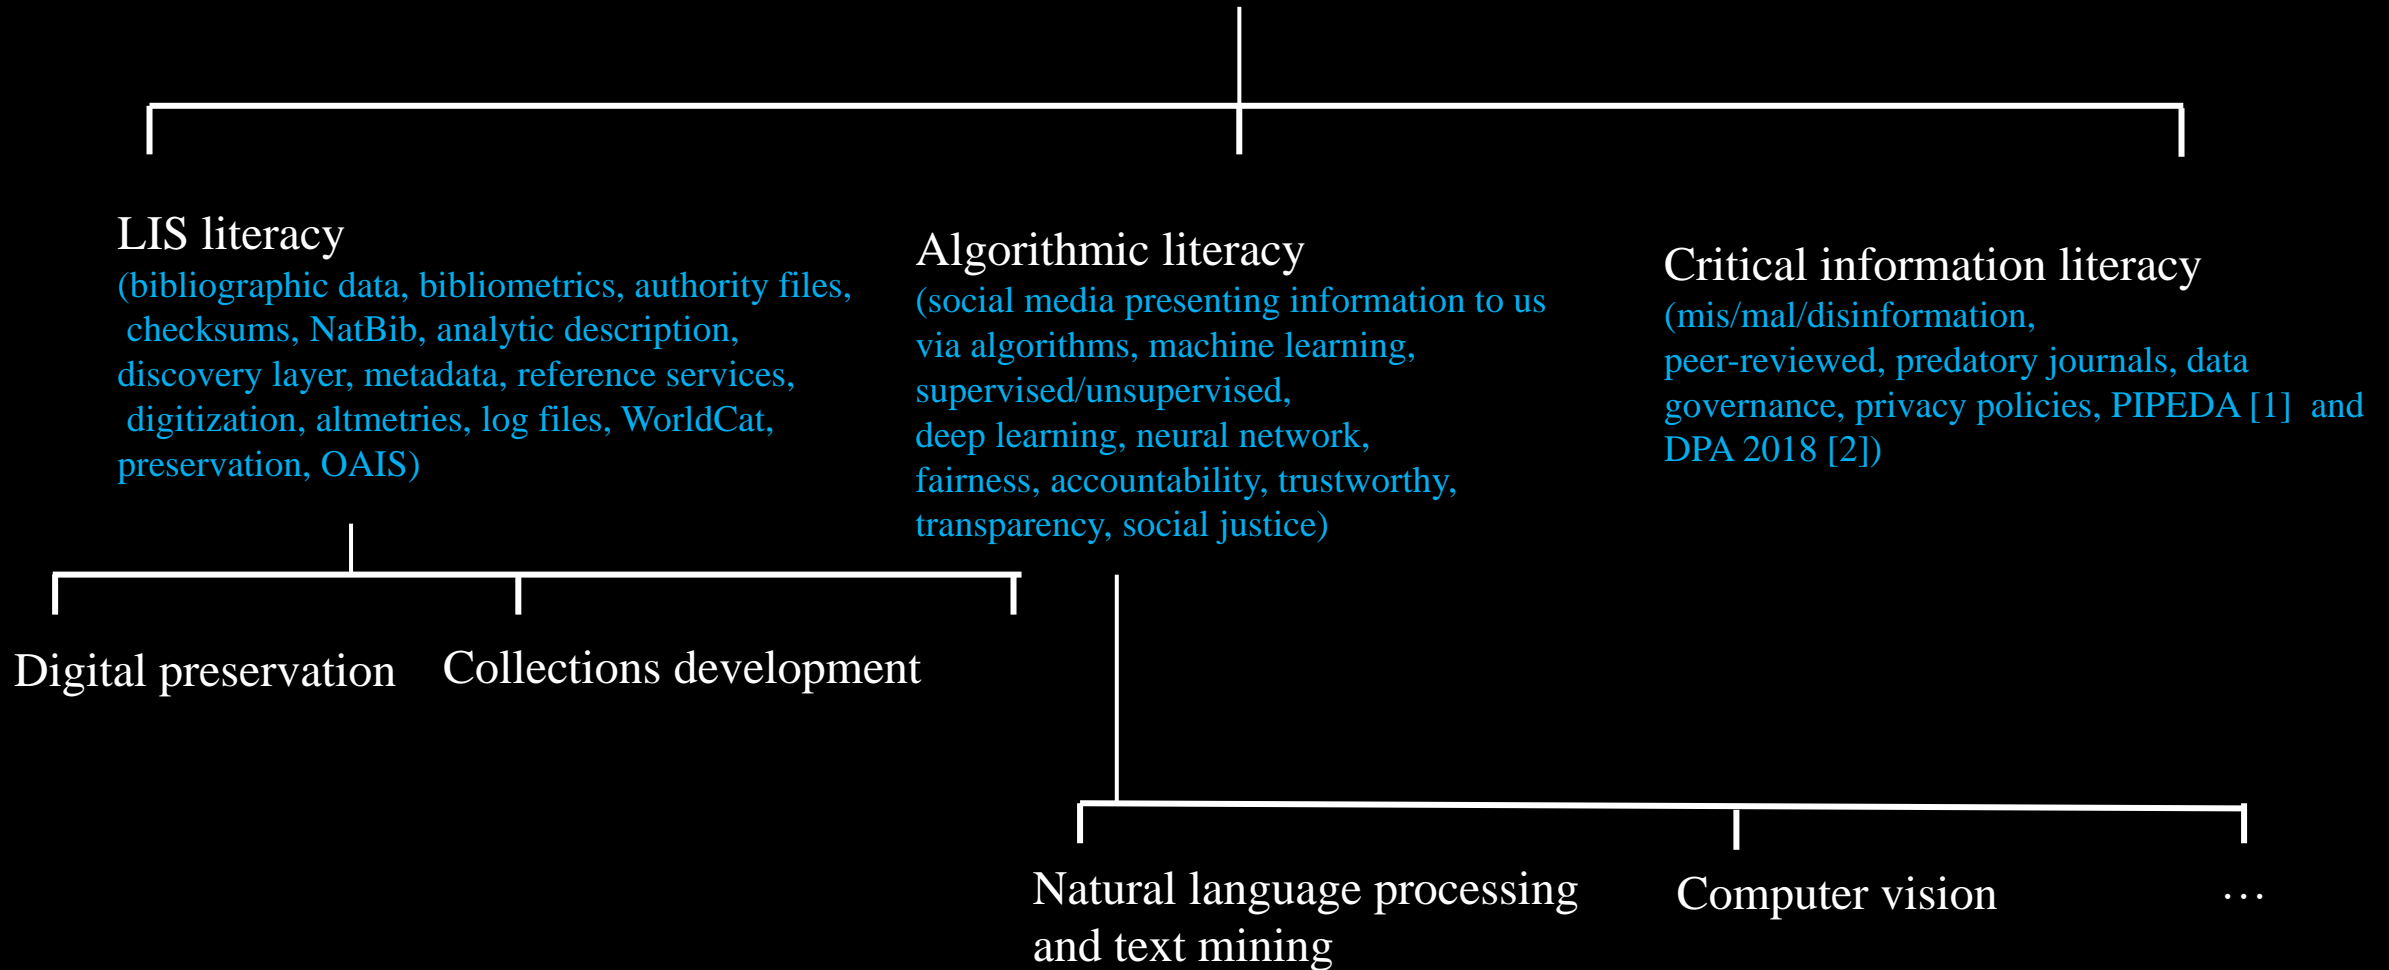 LIS literacy
(bibliographic data, bibliometrics, authority files,
checksums, NatBib, analytic description,
discovery layer, metadata, reference services,
digitization, altmetries, log files, WorldCat,
preservation, OAIS)
Algorithmic literacy
(social media presenting information to us
via algorithms, machine learning,
supervised/unsupervised,
deep learning, neural network,
fairness, accountability, trustworthy,
transparency, social justice)
Critical information literacy
(mis/mal/disinformation,
peer-reviewed, predatory journals, data
governance, privacy policies, PIPEDA [1] and
DPA 2018 [2])
Digital preservation
Collections development
Natural language processing
and text mining
Computer vision
…